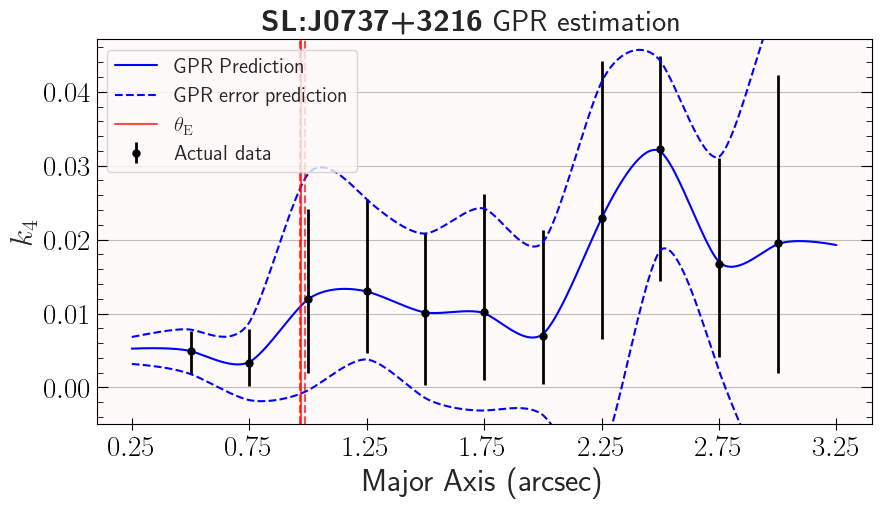 SL:J0737+3216 GPR estimation
GPR Prediction
GPR error prediction
θ_E
Actual data
k_4
0.04
0.03
0.02
0.01
0.00
0.25 0.75 1.25 1.75 2.25 2.75 3.25
Major Axis (arcsec)